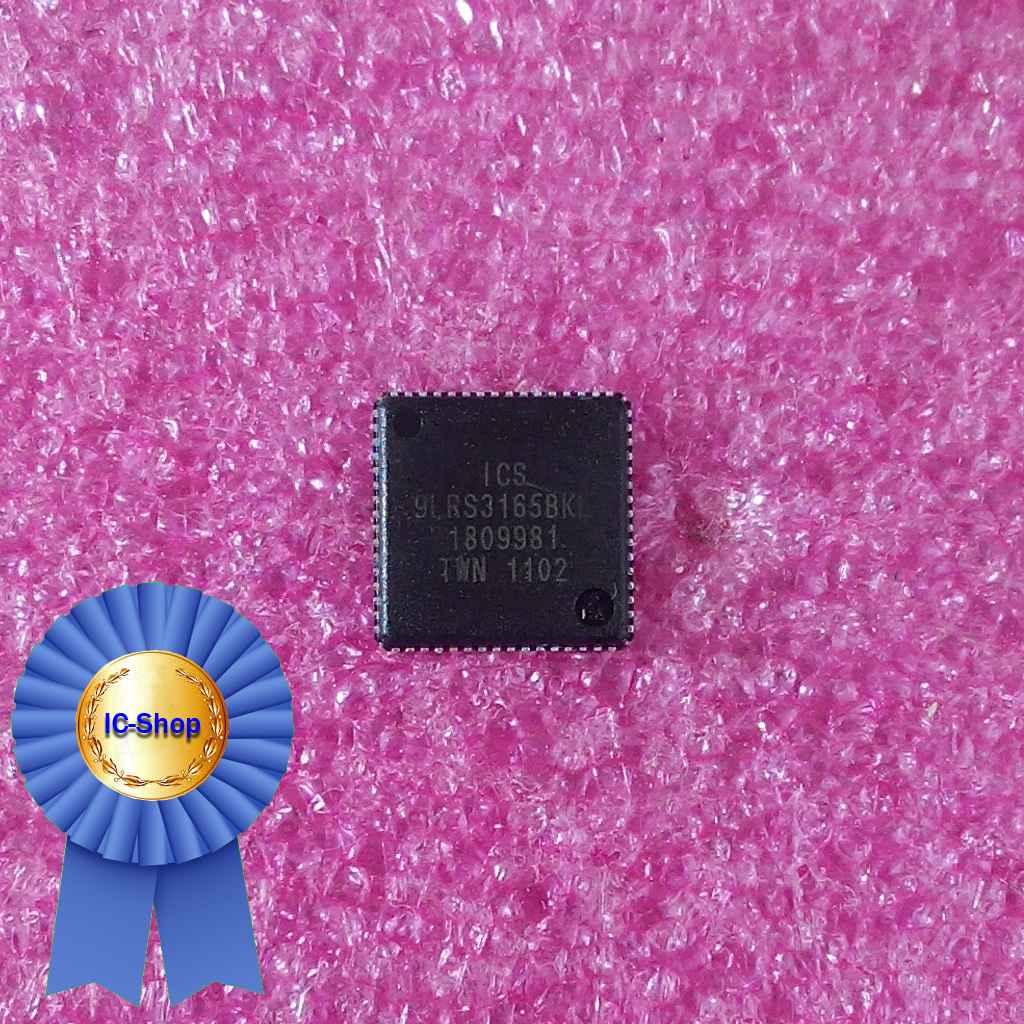 ICS
9LRS3165BKL
1809981
TWN 1102
IC-Shop